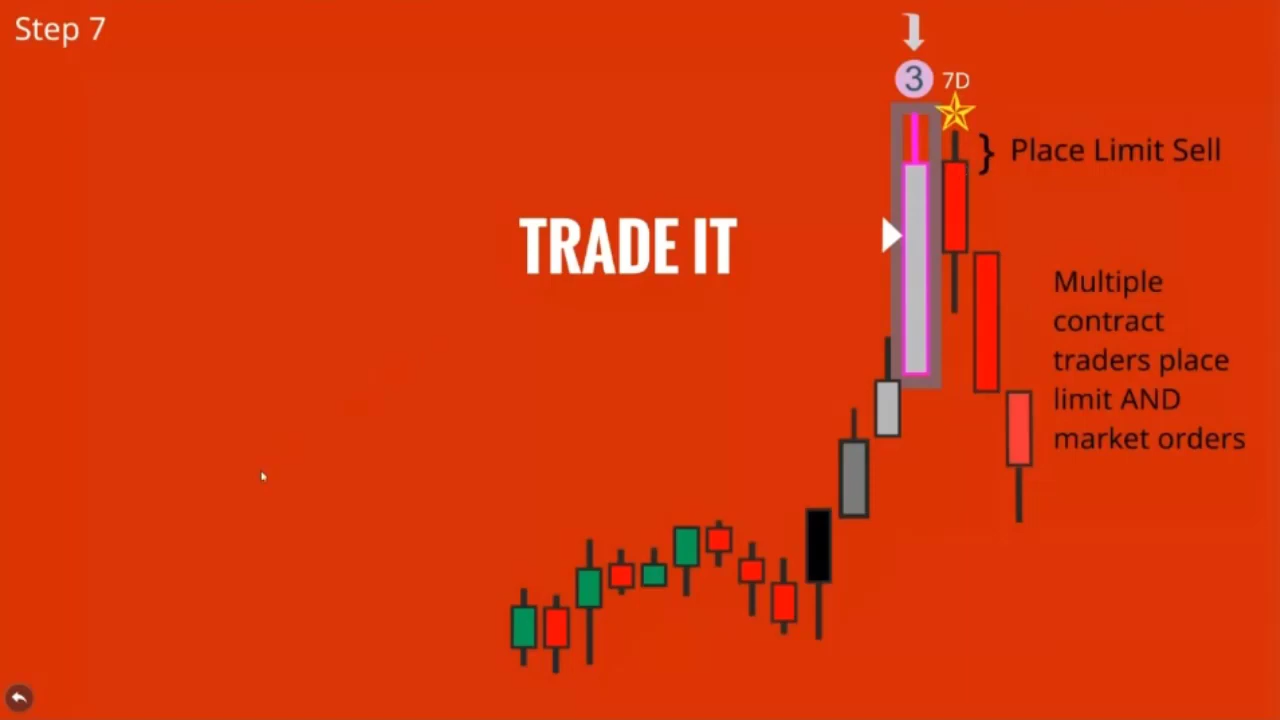 Step 7
3 7D
Place Limit Sell
TRADE IT
Multiple
contract
traders place
limit AND
market orders